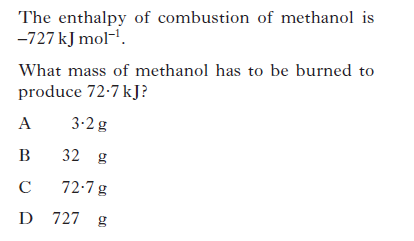 The enthalpy of combustion of methanol is
–727 kJ mol⁻¹.
What mass of methanol has to be burned to
produce 72·7 kJ?
A 3·2 g
B 32 g
C 72·7 g
D 727 g